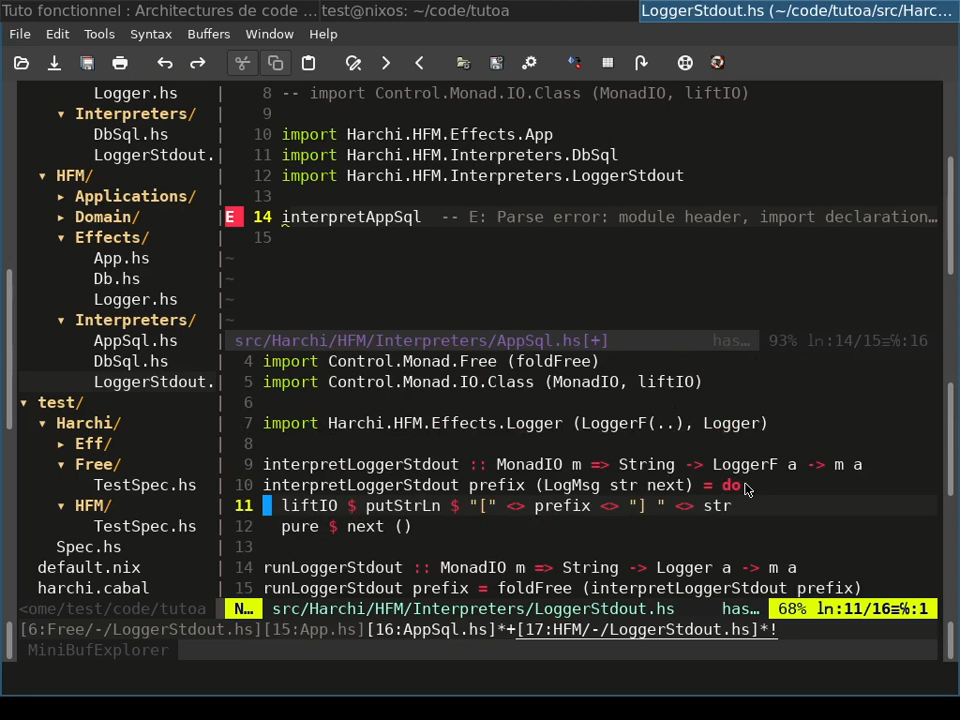 Tuto fonctionnel : Architectures de code ...
test@nixos: ~/code/tutoa
LoggerStdout.hs (~/code/tutoa/src/Harc...
File Edit Tools Syntax Buffers Window Help
Logger.hs
▾ Interpreters/
DbSql.hs
LoggerStdout.
▾ HFM/
▸ Applications/
▸ Domain/
▾ Effects/
App.hs
Db.hs
Logger.hs
▾ Interpreters/
AppSql.hs
DbSql.hs
LoggerStdout.
▾ test/
▾ Harchi/
▸ Eff/
▾ Free/
TestSpec.hs
▾ HFM/
TestSpec.hs
Spec.hs
default.nix
harchi.cabal
<ome/test/code/tutoa
8 -- import Control.Monad.IO.Class (MonadIO, liftIO)
9
10 import Harchi.HFM.Effects.App
11 import Harchi.HFM.Interpreters.DbSql
12 import Harchi.HFM.Interpreters.LoggerStdout
13
E 14 interpretAppSql -- E: Parse error: module header, import declaration…
15
~
~
~
~
src/Harchi/HFM/Interpreters/AppSql.hs[+] has… 93% ㏑:14/15≡℅:16
4 import Control.Monad.Free (foldFree)
5 import Control.Monad.IO.Class (MonadIO, liftIO)
6
7 import Harchi.HFM.Effects.Logger (LoggerF(..), Logger)
8
9 interpretLoggerStdout :: MonadIO m => String -> LoggerF a -> m a
10 interpretLoggerStdout prefix (LogMsg str next) = do
11 liftIO $ putStrLn $ "[" <> prefix <> "] " <> str
12 pure $ next ()
13
14 runLoggerStdout :: MonadIO m => String -> Logger a -> m a
15 runLoggerStdout prefix = foldFree (interpretLoggerStdout prefix)
N… src/Harchi/HFM/Interpreters/LoggerStdout.hs has… 68% ㏑:11/16≡℅:1
[6:Free/-/LoggerStdout.hs][15:App.hs][16:AppSql.hs]*+[17:HFM/-/LoggerStdout.hs]*!
MiniBufExplorer